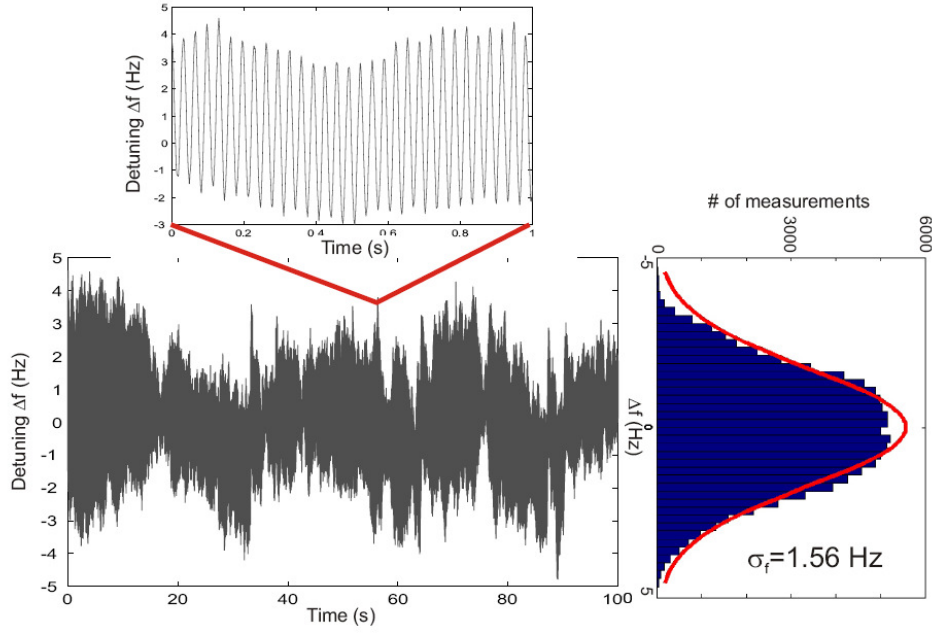 5
4
3
2
1
0
-1
-2
-3
Detuning Δf (Hz)
0 0.2 0.4 0.6 0.8 1
Time (s)
# of measurements
0 3000 6000
-5
0
5
Δf (Hz)
σf=1.56 Hz
5
4
3
2
1
0
-1
-2
-3
-4
-5
Detuning Δf (Hz)
0 20 40 60 80 100
Time (s)